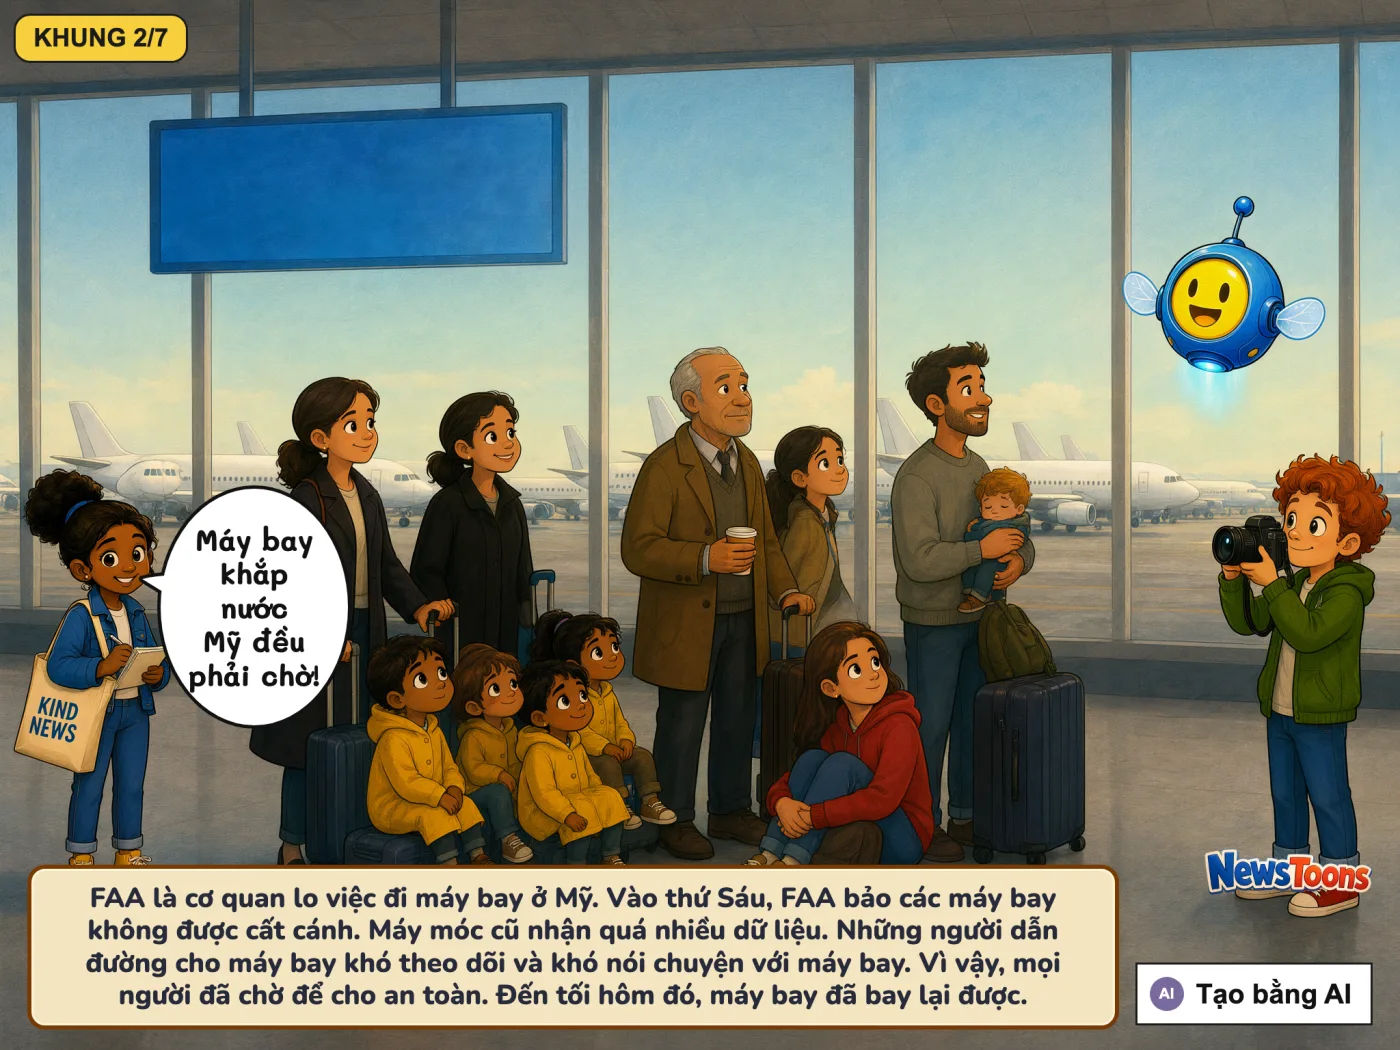 KHUNG 2/7
Máy bay
khắp
nước
Mỹ đều
phải chờ!
KIND
NEWS
NewsToons
FAA là cơ quan lo việc đi máy bay ở Mỹ. Vào thứ Sáu, FAA bảo các máy bay
không được cất cánh. Máy móc cũ nhận quá nhiều dữ liệu. Những người dẫn
đường cho máy bay khó theo dõi và khó nói chuyện với máy bay. Vì vậy, mọi
người đã chờ để cho an toàn. Đến tối hôm đó, máy bay đã bay lại được.
AI Tạo bằng AI